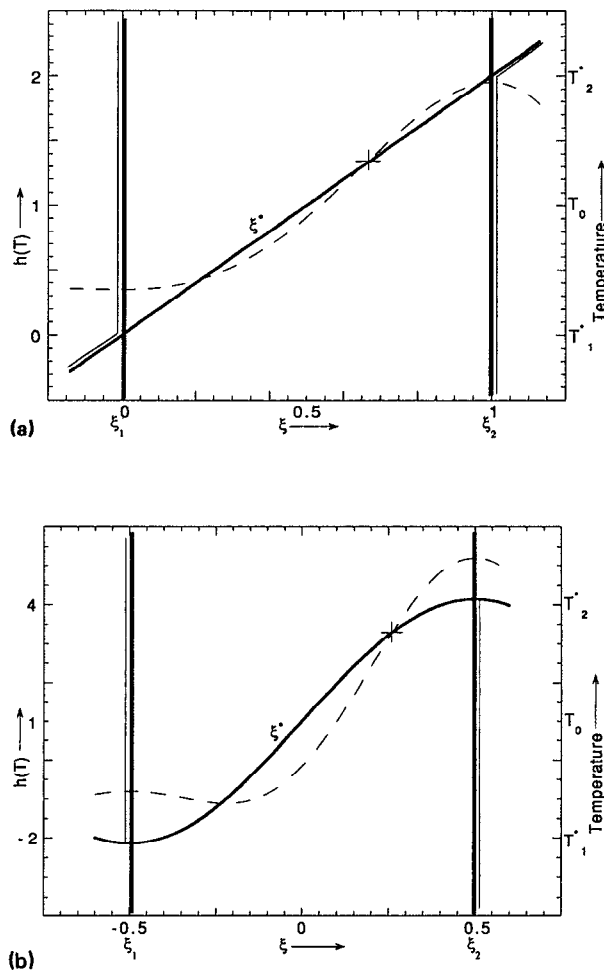 2
1
0
h(T)
ξ*
T*2
T0
T*1
Temperature
0
0.5
1
ξ1
ξ
ξ2
(a)
4
1
-2
h(T)
ξ*
T*2
T0
T*1
Temperature
-0.5
0
0.5
ξ1
ξ
ξ2
(b)